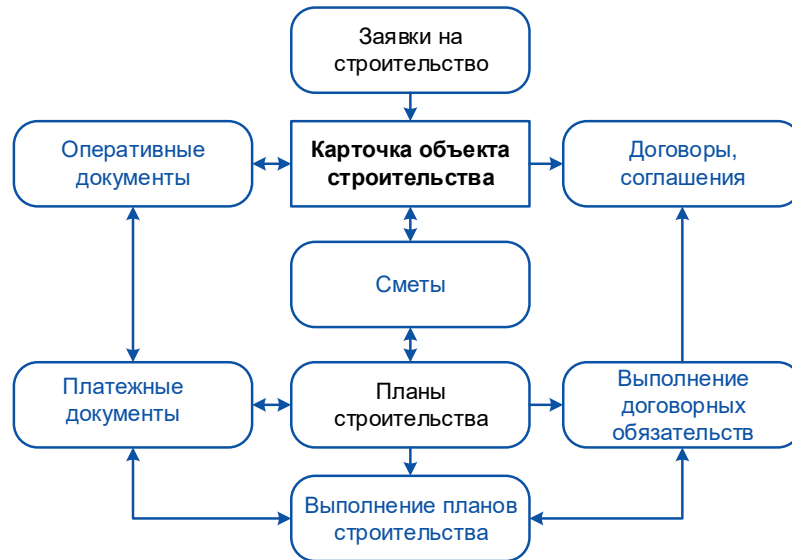 Заявки на
строительство
Оперативные
документы
Карточка объекта
строительства
Договоры,
соглашения
Сметы
Платежные
документы
Планы
строительства
Выполнение
договорных
обязательств
Выполнение планов
строительства